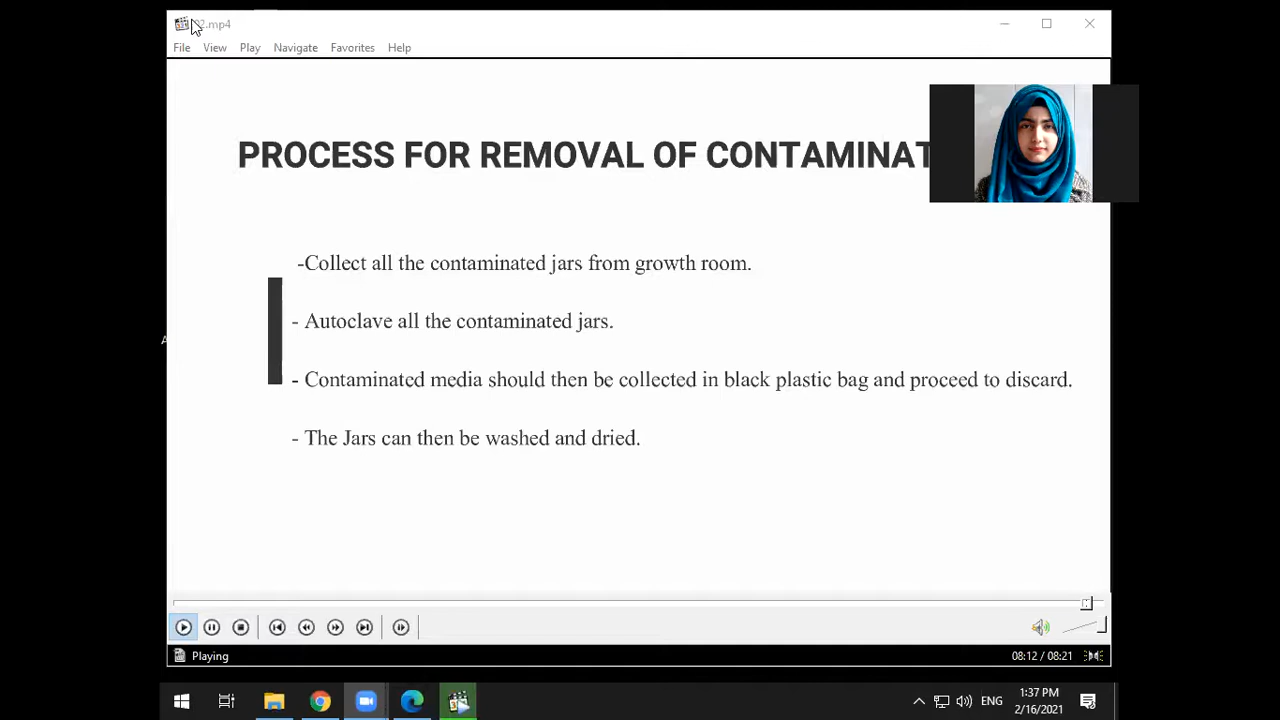 02.mp4
File View Play Navigate Favorites Help
PROCESS FOR REMOVAL OF
-Collect all the contaminated jars from growth room.
- Autoclave all the contaminated jars.
- Contaminated media should then be collected in black plastic bag and proceed to discard.
- The Jars can then be washed and dried.
Playing
08:12 / 08:21
ENG
1:37 PM
2/16/2021